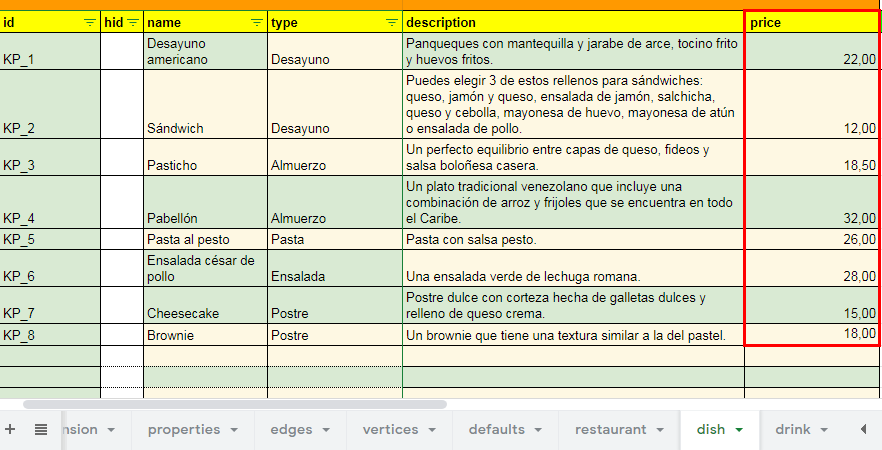 id hid name type description price
KP_1 Desayuno americano Desayuno Panqueques con mantequilla y jarabe de arce, tocino frito
y huevos fritos. 22,00
KP_2 Sándwich Desayuno Puedes elegir 3 de estos rellenos para sándwiches:
queso, jamón y queso, ensalada de jamón, salchicha,
queso y cebolla, mayonesa de huevo, mayonesa de atún
o ensalada de pollo. 12,00
KP_3 Pasticho Almuerzo Un perfecto equilibrio entre capas de queso, fideos y
salsa boloñesa casera. 18,50
KP_4 Pabellón Almuerzo Un plato tradicional venezolano que incluye una
combinación de arroz y frijoles que se encuentra en todo
el Caribe. 32,00
KP_5 Pasta al pesto Pasta Pasta con salsa pesto. 26,00
KP_6 Ensalada césar de pollo Ensalada Una ensalada verde de lechuga romana. 28,00
KP_7 Cheesecake Postre Postre dulce con corteza hecha de galletas dulces y
relleno de queso crema. 15,00
KP_8 Brownie Postre Un brownie que tiene una textura similar a la del pastel. 18,00
nsion properties edges vertices defaults restaurant dish drink